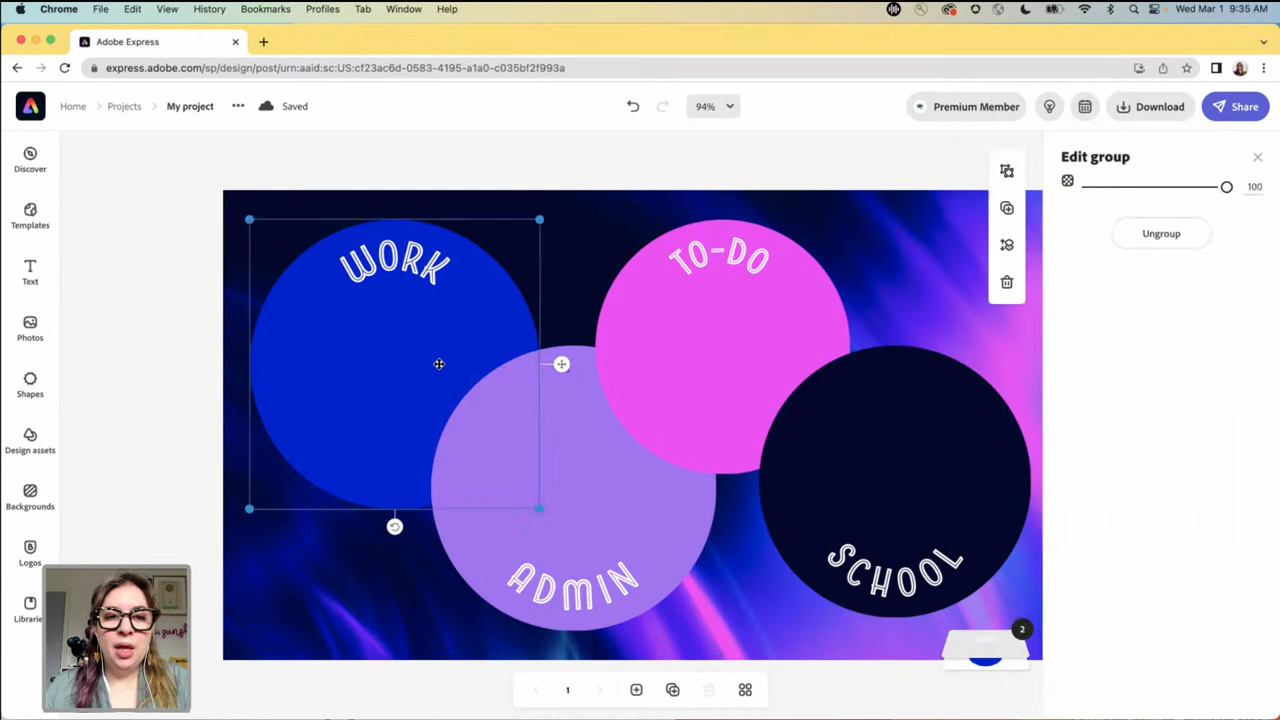 Chrome File Edit View History Bookmarks Profiles Tab Window Help Wed Mar 1 9:35 AM
Adobe Express
express.adobe.com/sp/design/post/urn:aaid:sc:US:cf23ac6d-0583-4195-a1a0-c035bf2f993a
Home Projects My project Saved 94% Premium Member Download Share
Discover
Templates
Text
Photos
Shapes
Design assets
Backgrounds
Logos
Librarie
WORK
TO-DO
ADMIN
SCHOOL
Edit group
100
Ungroup
2
1